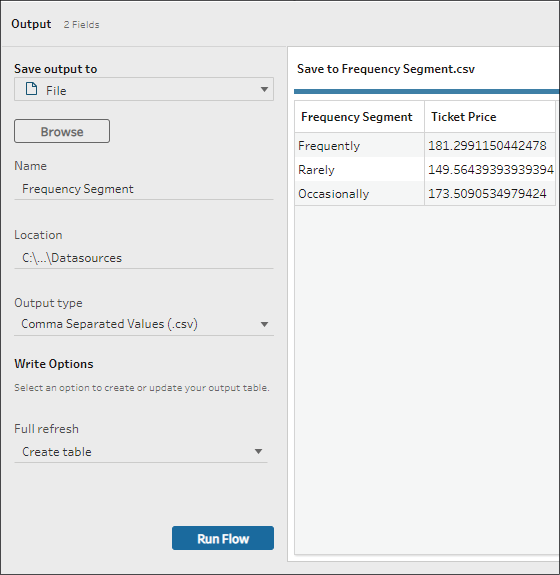 Output 2 Fields
Save output to
File
Browse
Name
Frequency Segment
Location
C:\...\Datasources
Output type
Comma Separated Values (.csv)
Write Options
Select an option to create or update your output table.
Full refresh
Create table
Run Flow
Save to Frequency Segment.csv
Frequency Segment Ticket Price
Frequently 181.2991150442478
Rarely 149.56439393939394
Occasionally 173.5090534979424